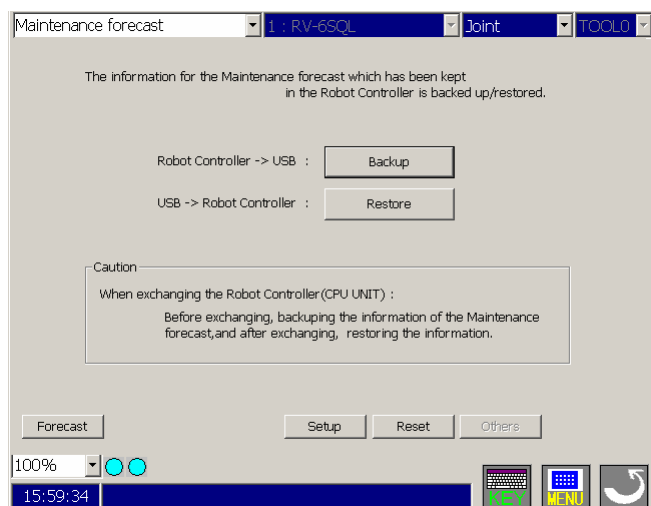 Maintenance forecast 1 : RV-6SQL Joint TOOL0
The information for the Maintenance forecast which has been kept
in the Robot Controller is backed up/restored.
Robot Controller -> USB : Backup
USB -> Robot Controller : Restore
Caution
When exchanging the Robot Controller(CPU UNIT) :
Before exchanging, backuping the information of the Maintenance
forecast,and after exchanging, restoring the information.
Forecast Setup Reset Others
100%
15:59:34 KEY MENU